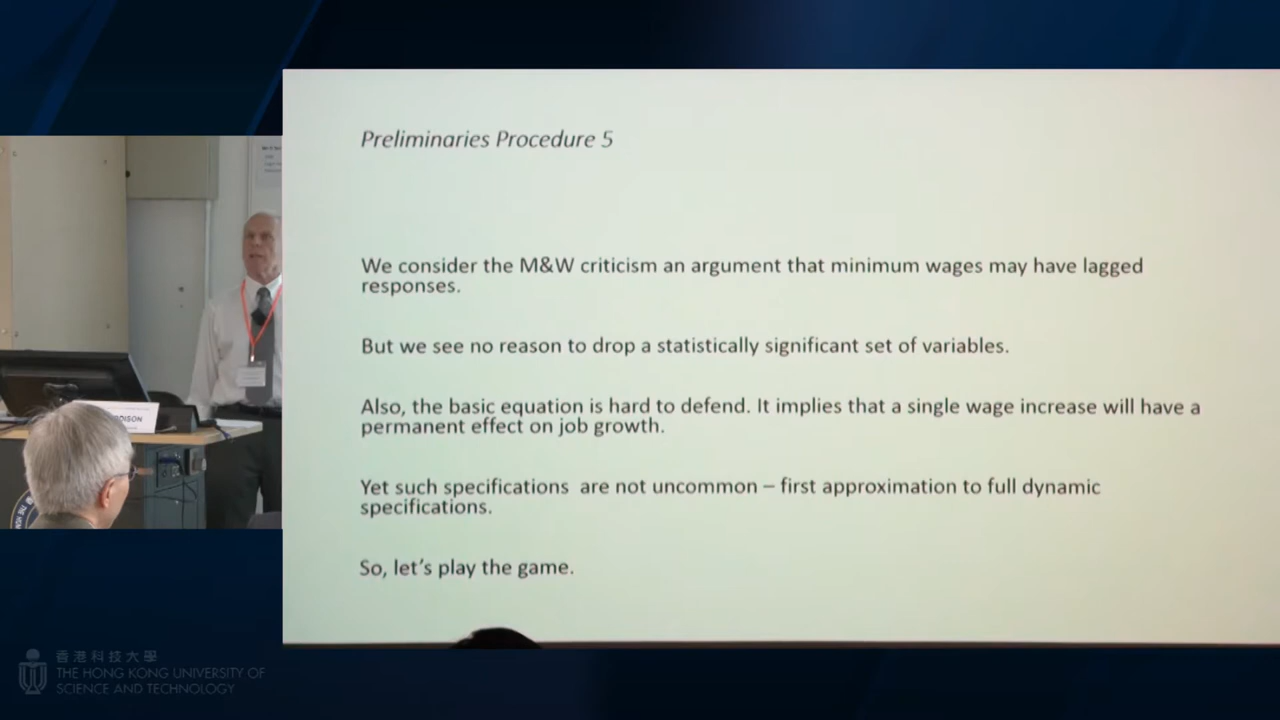 Preliminaries Procedure 5
We consider the M&W criticism an argument that minimum wages may have lagged
responses.
But we see no reason to drop a statistically significant set of variables.
Also, the basic equation is hard to defend. It implies that a single wage increase will have a
permanent effect on job growth.
Yet such specifications are not uncommon – first approximation to full dynamic
specifications.
So, let's play the game.
DISON
香港科技大學
THE HONG KONG UNIVERSITY OF
SCIENCE AND TECHNOLOGY